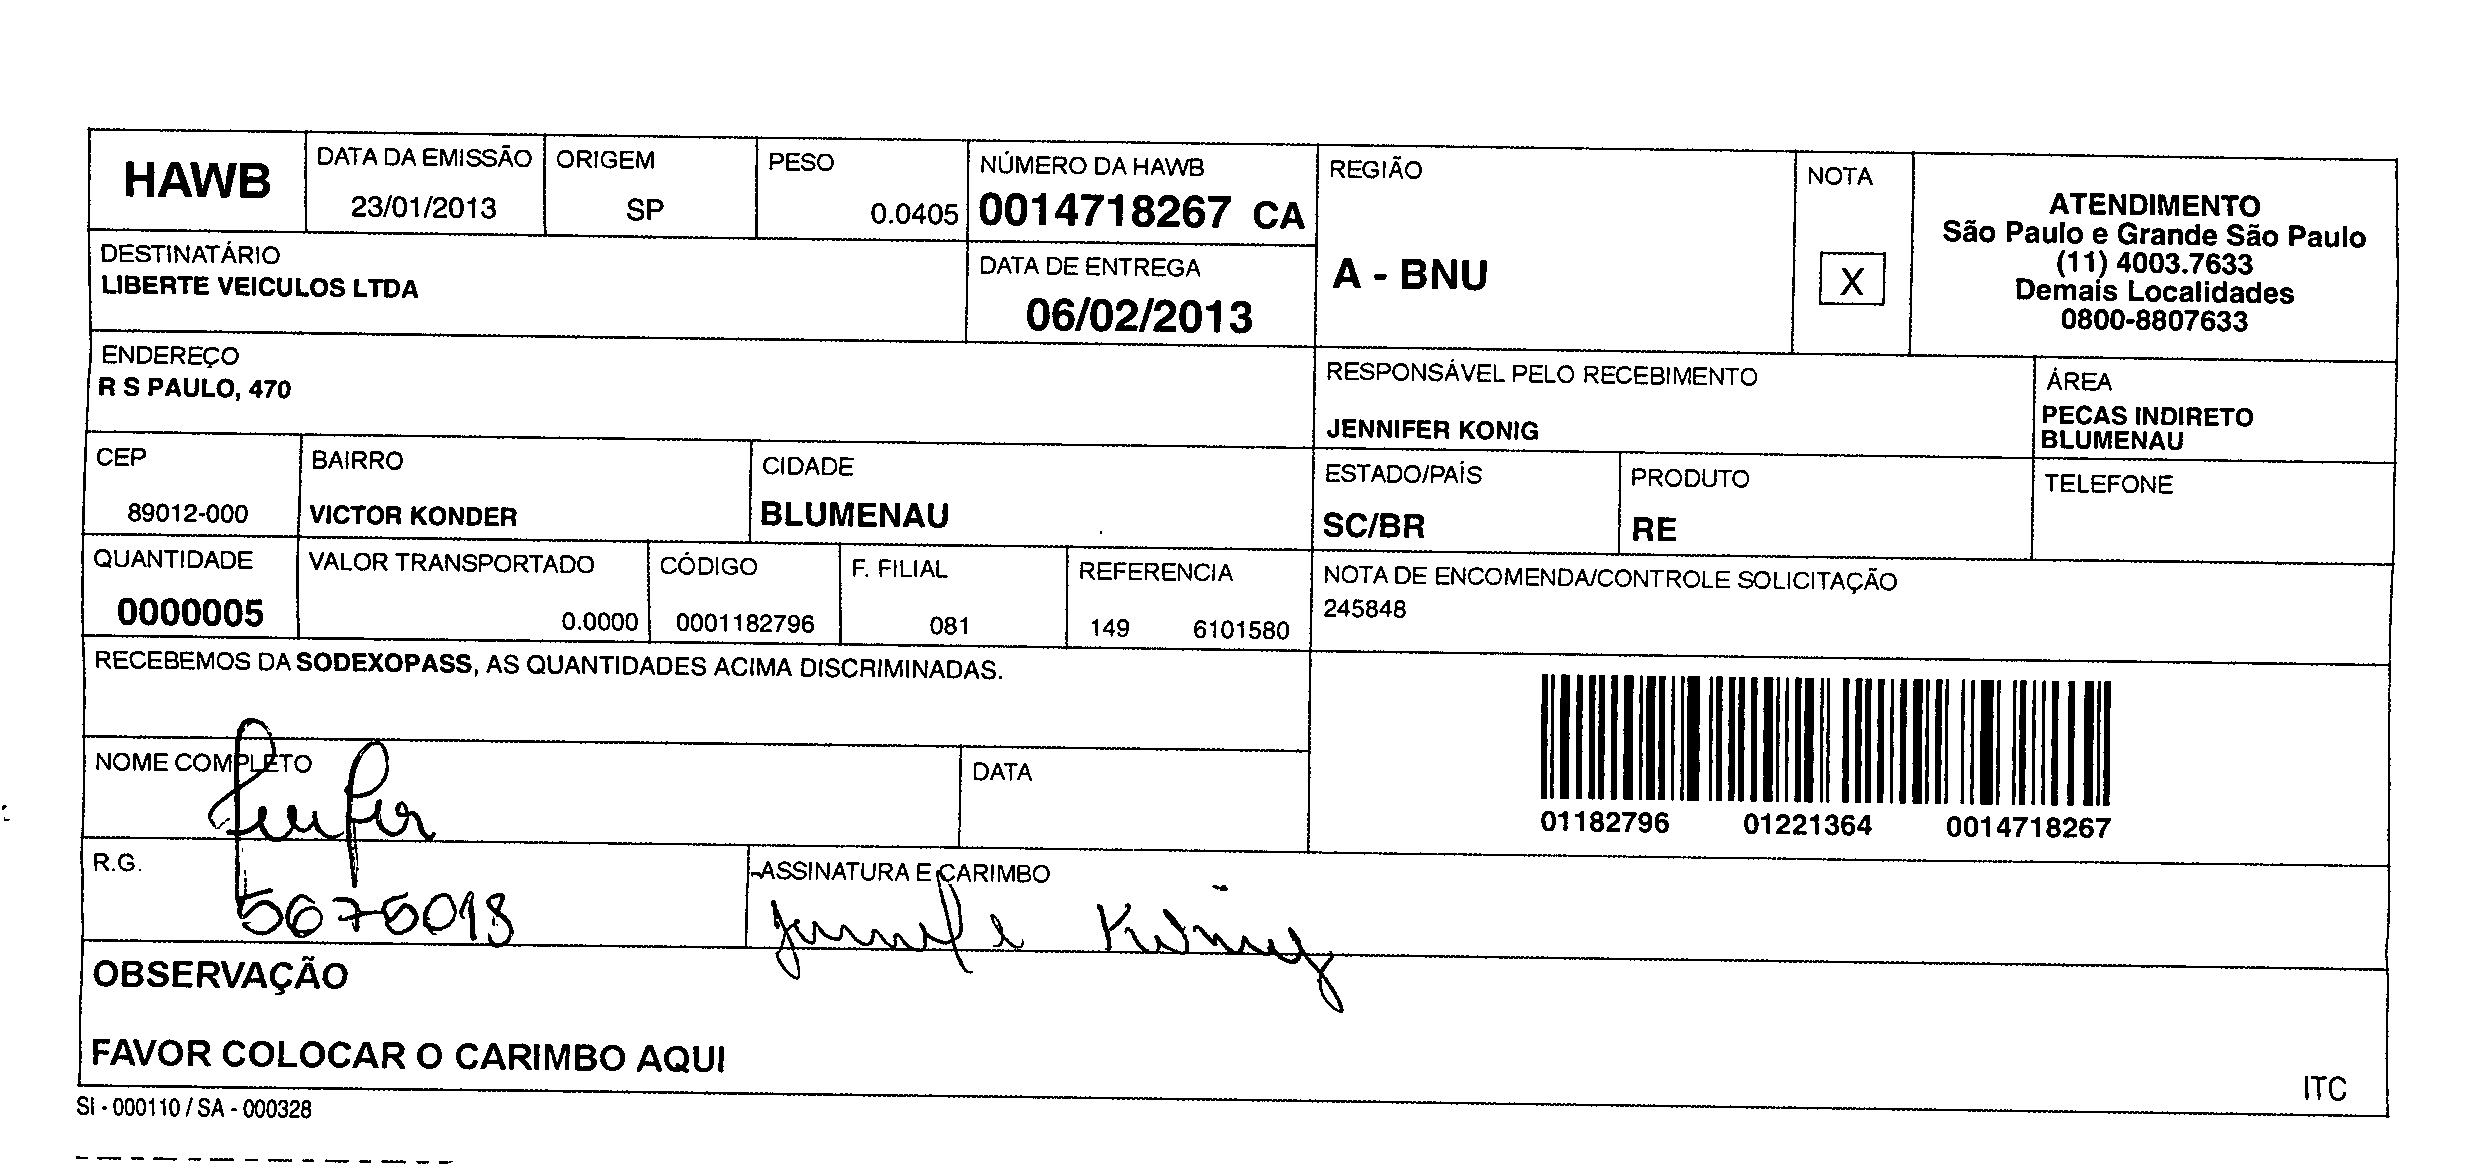 HAWB
DATA DA EMISSÃO
23/01/2013
ORIGEM
SP
PESO
0.0405
NÚMERO DA HAWB
0014718267 CA
REGIÃO
A - BNU
NOTA
X
ATENDIMENTO
São Paulo e Grande São Paulo
(11) 4003.7633
Demais Localidades
0800-8807633
DESTINATÁRIO
LIBERTE VEICULOS LTDA
DATA DE ENTREGA
06/02/2013
ENDEREÇO
R S PAULO, 470
RESPONSÁVEL PELO RECEBIMENTO
JENNIFER KONIG
ÁREA
PECAS INDIRETO
BLUMENAU
CEP
89012-000
BAIRRO
VICTOR KONDER
CIDADE
BLUMENAU
ESTADO/PAÍS
SC/BR
PRODUTO
RE
TELEFONE
QUANTIDADE
0000005
VALOR TRANSPORTADO
0.0000
CÓDIGO
0001182796
F. FILIAL
081
REFERENCIA
149 6101580
NOTA DE ENCOMENDA/CONTROLE SOLICITAÇÃO
245848
RECEBEMOS DA SODEXOPASS, AS QUANTIDADES ACIMA DISCRIMINADAS.
01182796 01221364 0014718267
NOME COMPLETO
DATA
R.G.
ASSINATURA E CARIMBO
OBSERVAÇÃO
FAVOR COLOCAR O CARIMBO AQUI
ITC
SI - 000110 / SA - 000328